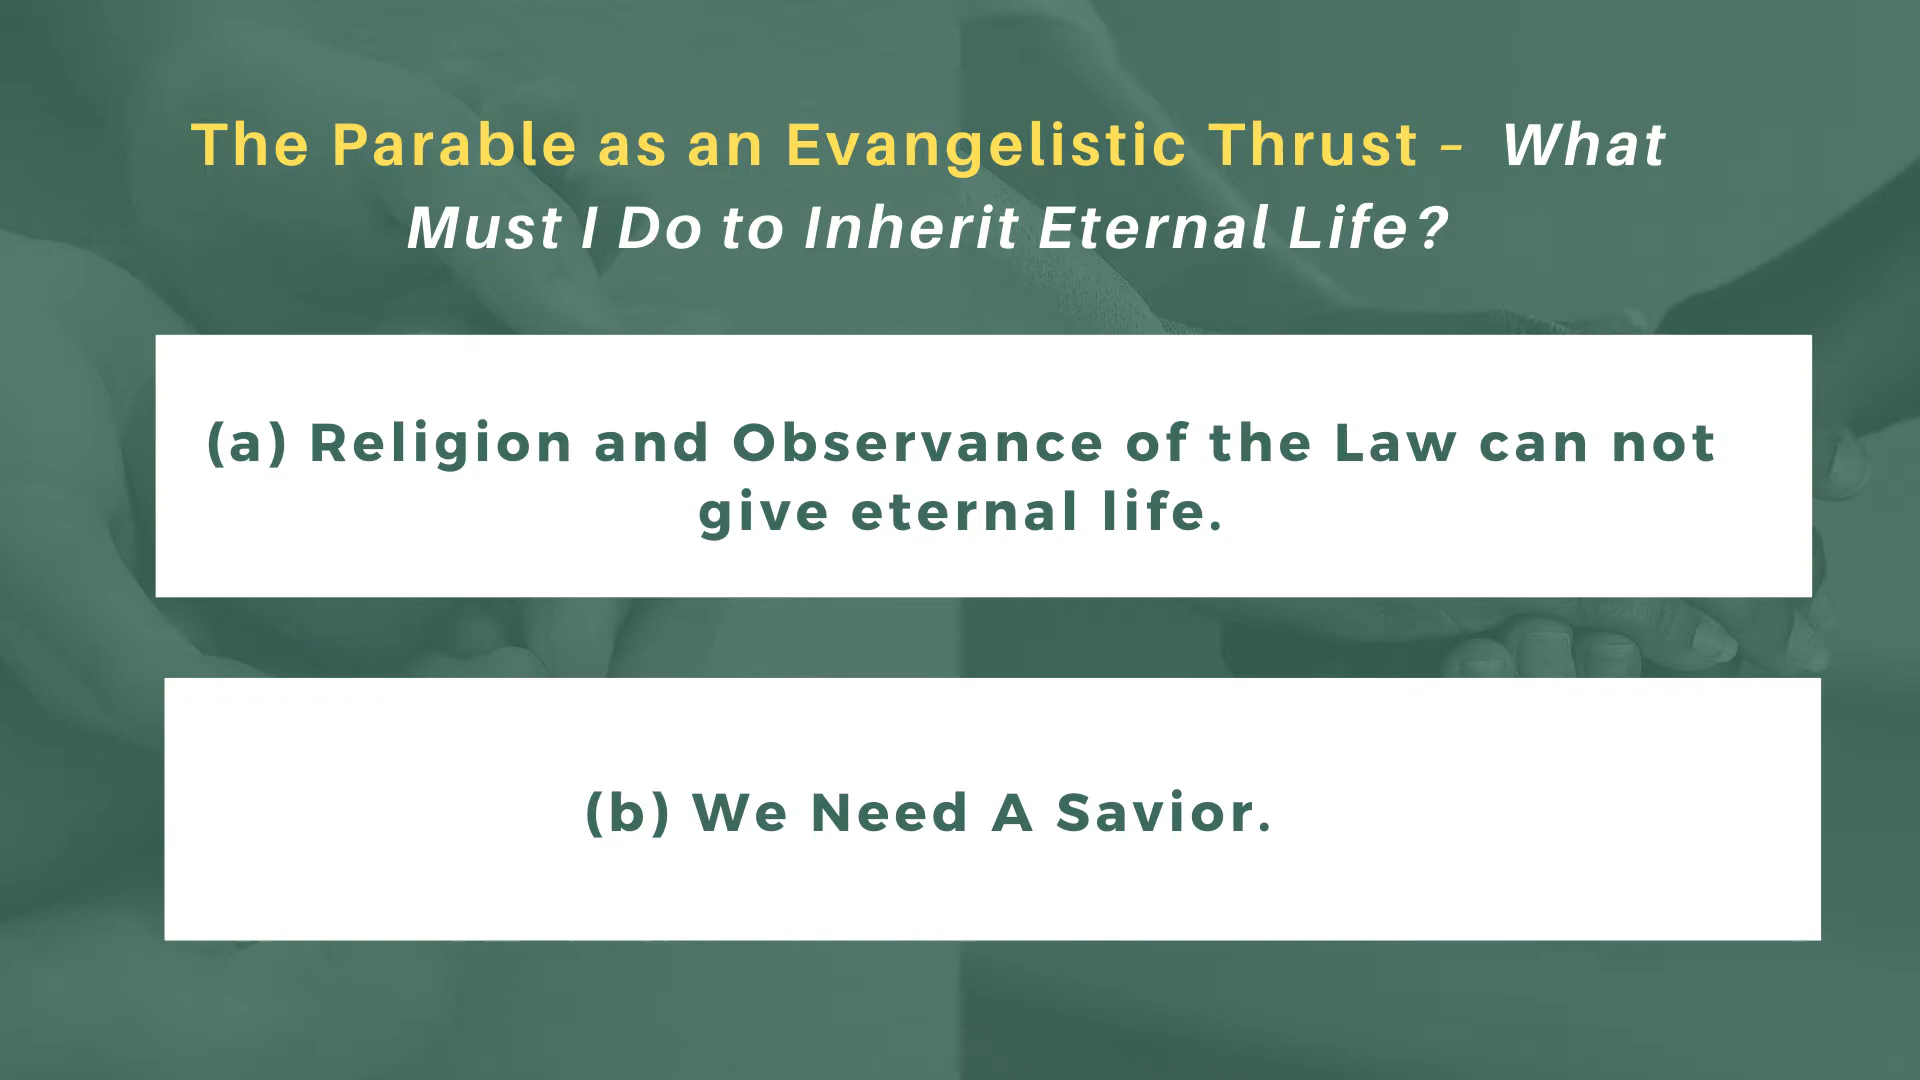 The Parable as an Evangelistic Thrust – What
Must I Do to Inherit Eternal Life?
(a) Religion and Observance of the Law can not
give eternal life.
(b) We Need A Savior.